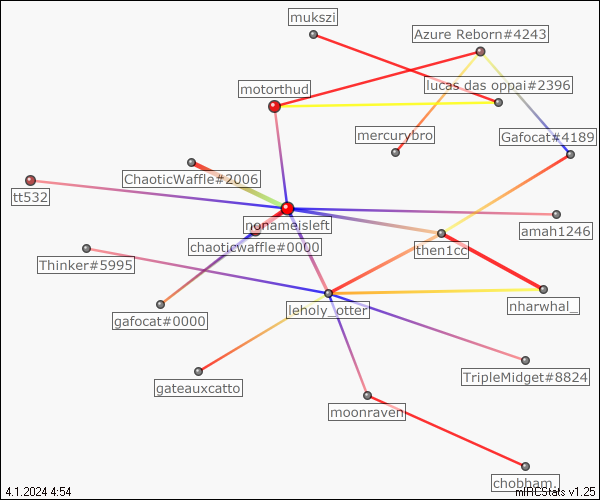 mukszi
Azure Reborn#4243
motorthud
lucas das oppai#2396
mercurybro
Gafocat#4189
ChaoticWaffle#2006
tt532
nonameisleft
amah1246
chaoticwaffle#0000
then1cc
Thinker#5995
leholy_otter
nharwhal_
gafocat#0000
TripleMidget#8824
gateauxcatto
moonraven
chobham.
4.1.2024 4:54
mIRCStats v1.25